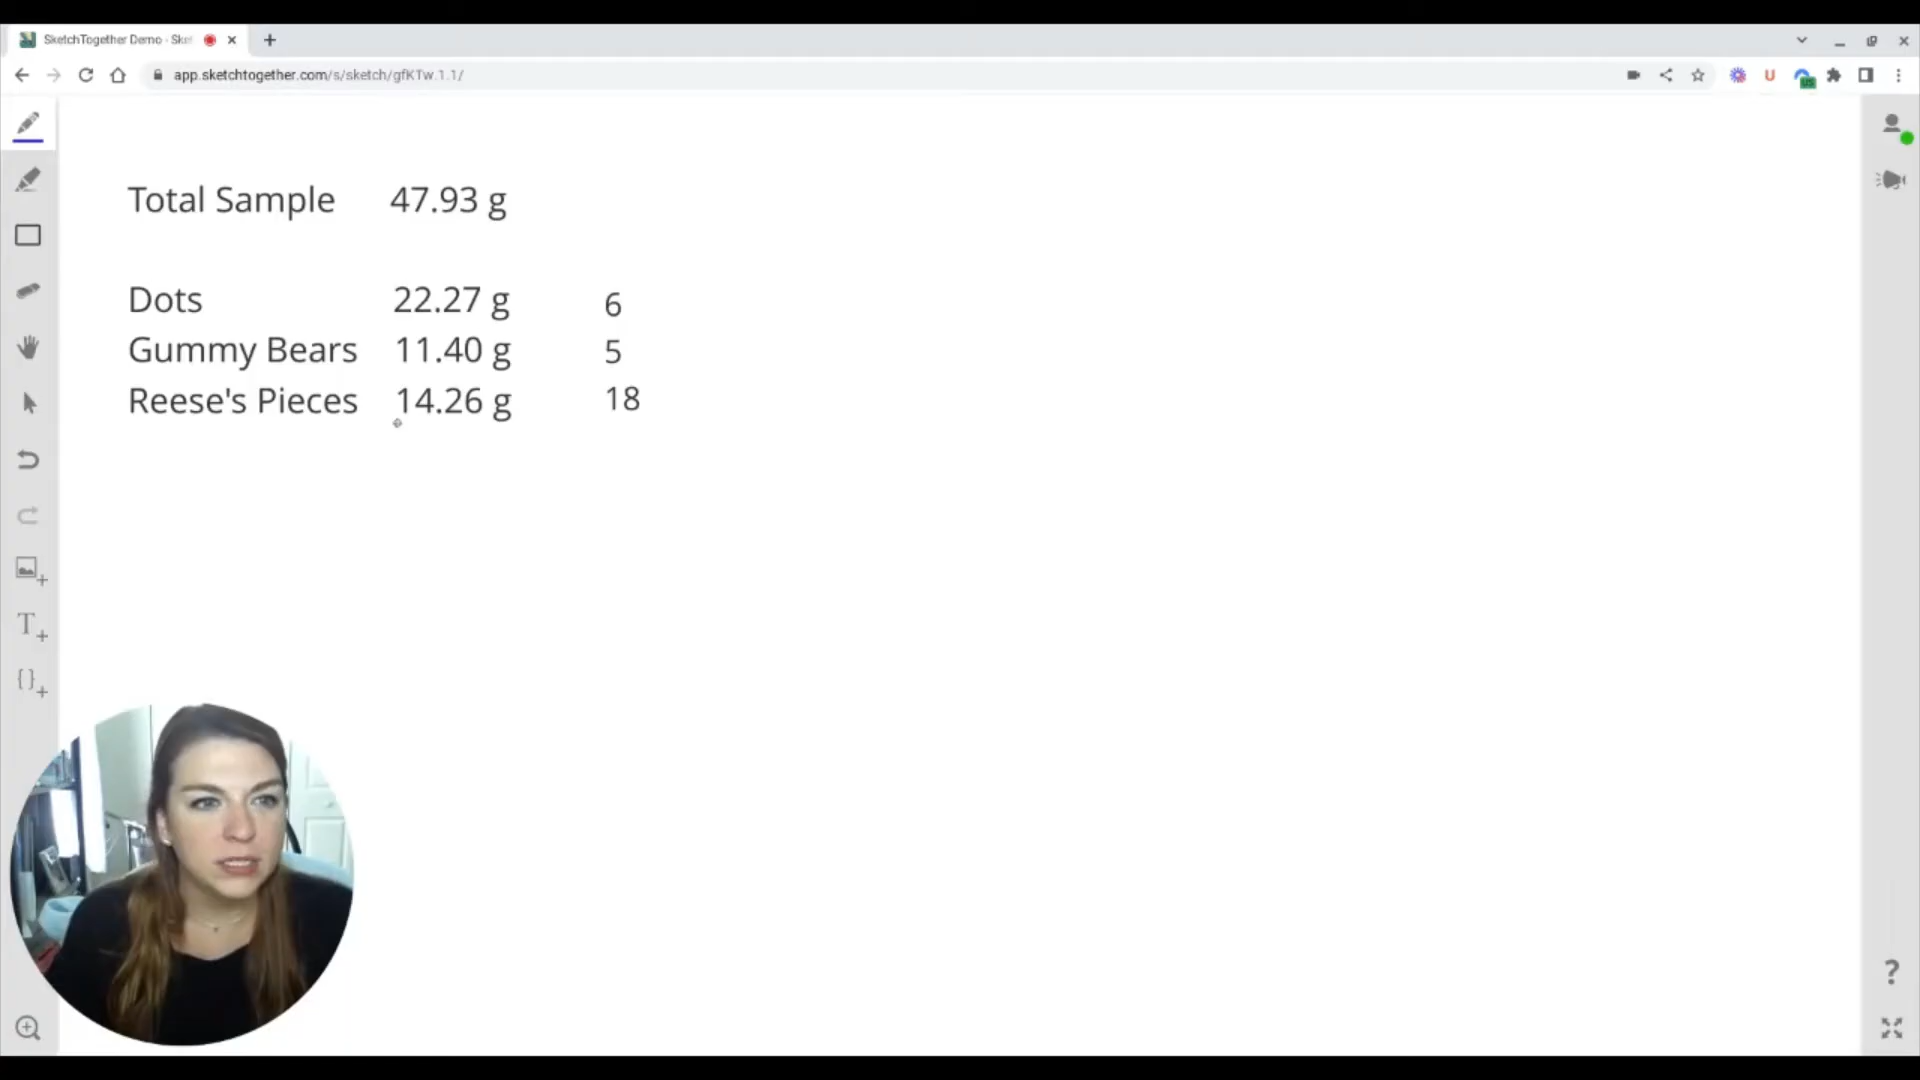 SketchTogether Demo - Ske
app.sketchtogether.com/s/sketch/gfKTw.1.1/
U
Total Sample 47.93 g
Dots 22.27 g 6
Gummy Bears 11.40 g 5
Reese's Pieces 14.26 g 18
T+
{}+
?